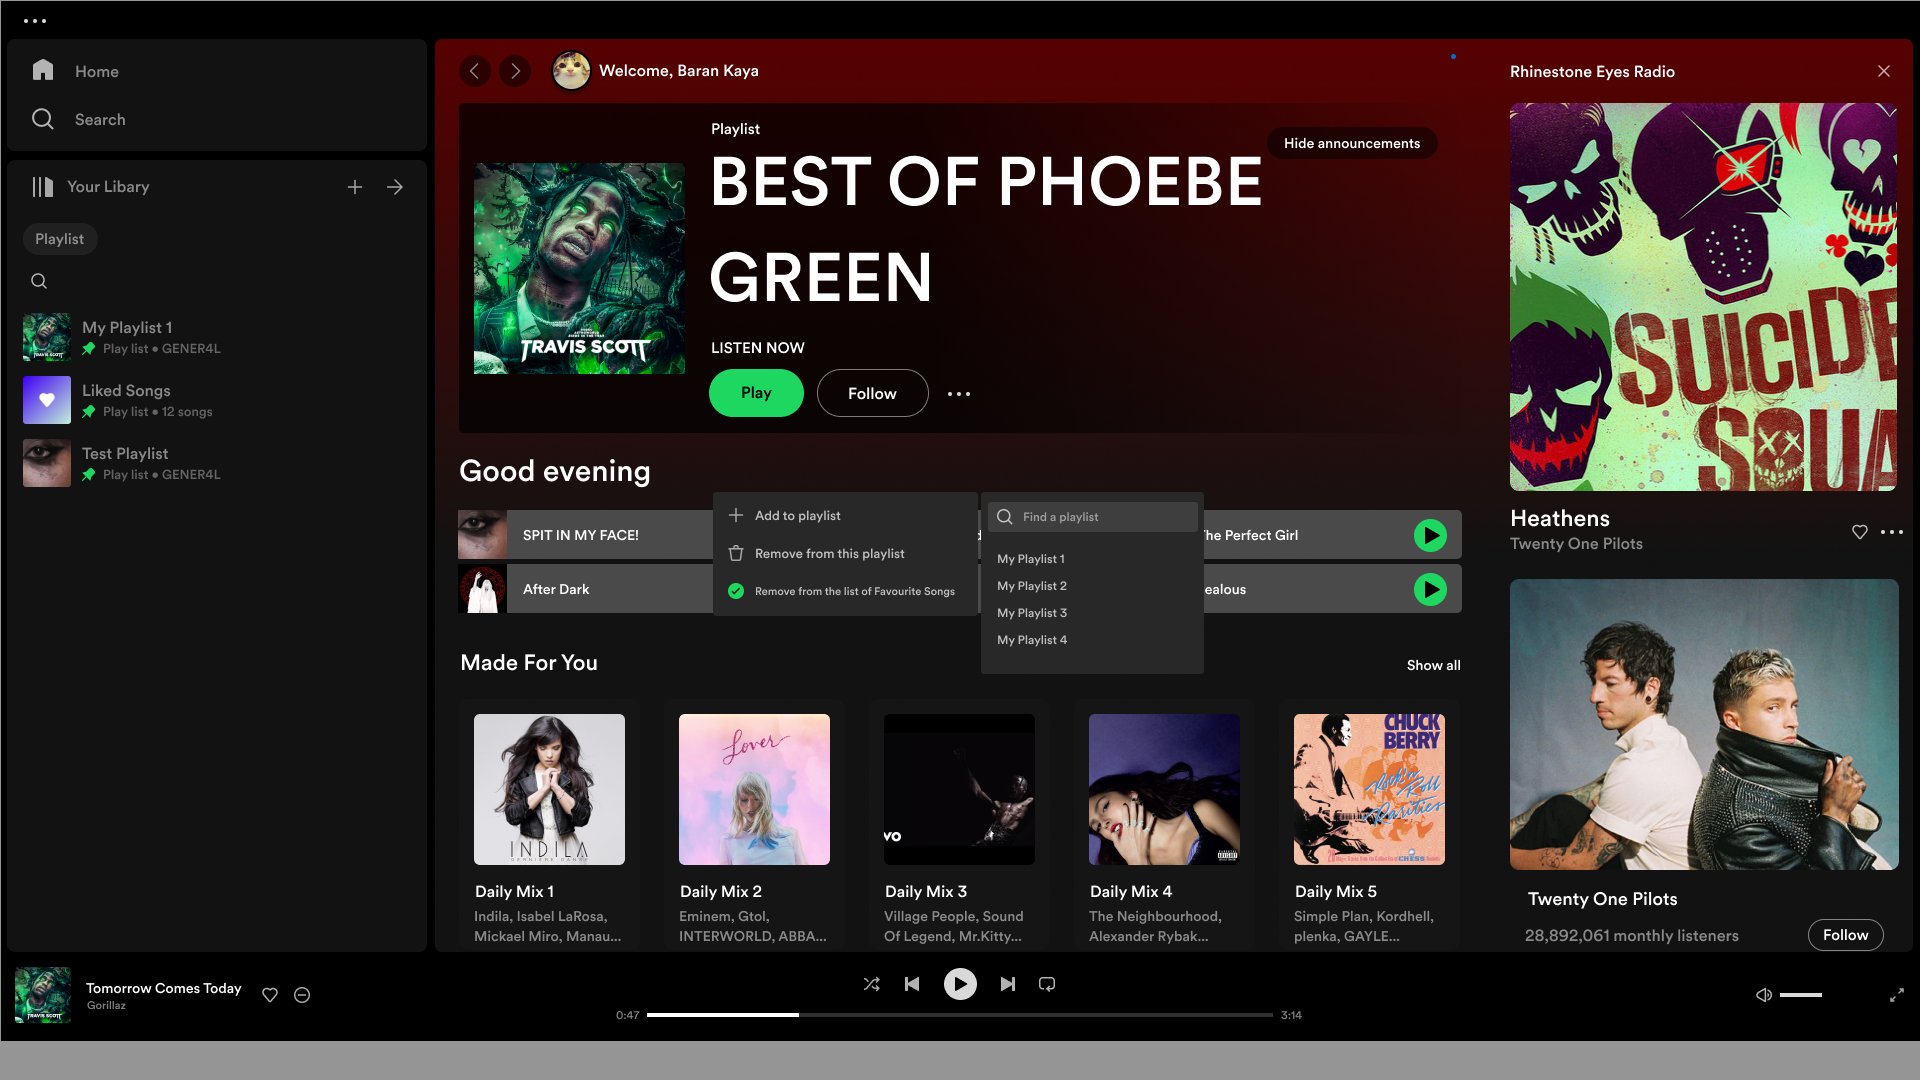 Home
Search
Your Libary
Playlist
My Playlist 1
Play list • GENER4L
Liked Songs
Play list • 12 songs
Test Playlist
Play list • GENER4L
Welcome, Baran Kaya
Playlist
Hide announcements
BEST OF PHOEBE
GREEN
TRAVIS SCOTT
LISTEN NOW
Play
Follow
Good evening
SPIT IN MY FACE!
After Dark
Add to playlist
Remove from this playlist
Remove from the list of Favourite Songs
Find a playlist
My Playlist 1
My Playlist 2
My Playlist 3
My Playlist 4
The Perfect Girl
ealous
Made For You
Show all
INDILA
Lover
vo
CHUCK
BERRY
Rock'n
Roll
Rarities
CHESS
Daily Mix 1
Indila, Isabel LaRosa,
Mickael Miro, Manau...
Daily Mix 2
Eminem, Gtol,
INTERWORLD, ABBA...
Daily Mix 3
Village People, Sound
Of Legend, Mr.Kitty...
Daily Mix 4
The Neighbourhood,
Alexander Rybak...
Daily Mix 5
Simple Plan, Kordhell,
plenka, GAYLE...
Rhinestone Eyes Radio
SUICIDE
SQUA
Heathens
Twenty One Pilots
Twenty One Pilots
28,892,061 monthly listeners
Follow
TRAVIS SCOTT
Tomorrow Comes Today
Gorillaz
0:47
3:14